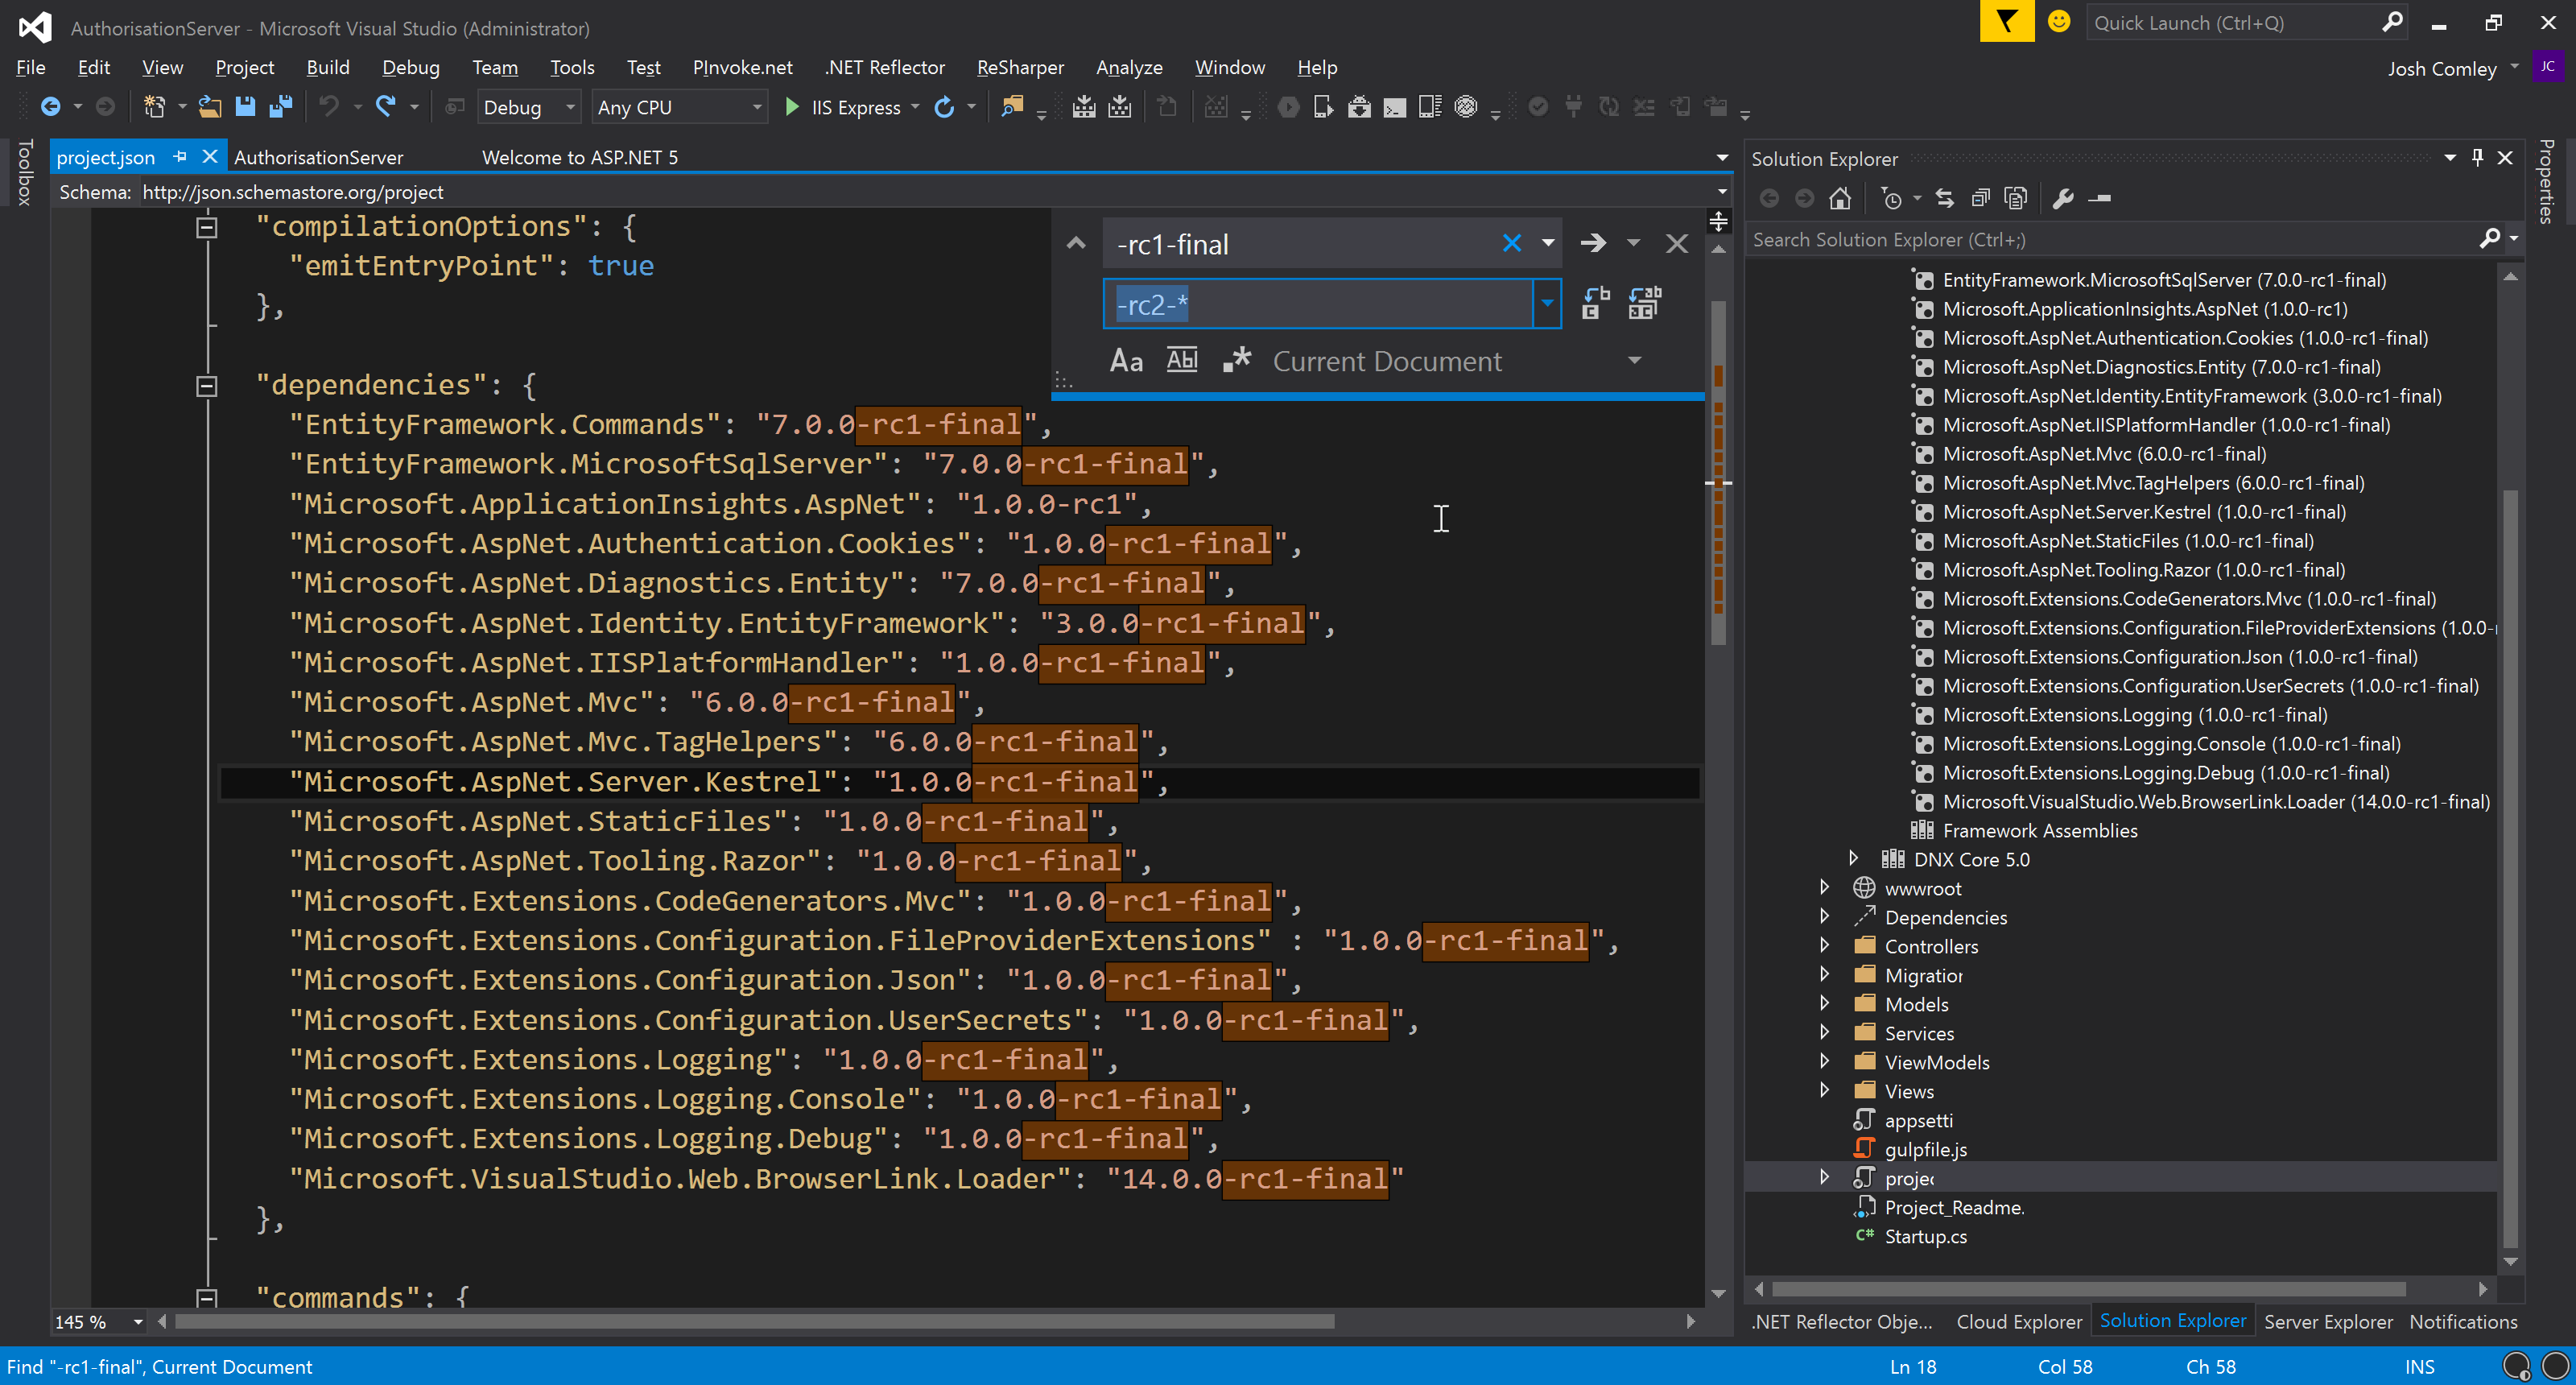 AuthorisationServer - Microsoft Visual Studio (Administrator)
Quick Launch (Ctrl+Q)
File Edit View Project Build Debug Team Tools Test PInvoke.net .NET Reflector ReSharper Analyze Window Help
Josh Comley JC
Debug Any CPU IIS Express
Toolbox
project.json AuthorisationServer Welcome to ASP.NET 5
Schema: http://json.schemastore.org/project
-rc1-final
-rc2-*
Aa Abl .* Current Document
"compilationOptions": {
"emitEntryPoint": true
},
"dependencies": {
"EntityFramework.Commands": "7.0.0-rc1-final",
"EntityFramework.MicrosoftSqlServer": "7.0.0-rc1-final",
"Microsoft.ApplicationInsights.AspNet": "1.0.0-rc1",
"Microsoft.AspNet.Authentication.Cookies": "1.0.0-rc1-final",
"Microsoft.AspNet.Diagnostics.Entity": "7.0.0-rc1-final",
"Microsoft.AspNet.Identity.EntityFramework": "3.0.0-rc1-final",
"Microsoft.AspNet.IISPlatformHandler": "1.0.0-rc1-final",
"Microsoft.AspNet.Mvc": "6.0.0-rc1-final",
"Microsoft.AspNet.Mvc.TagHelpers": "6.0.0-rc1-final",
"Microsoft.AspNet.Server.Kestrel": "1.0.0-rc1-final",
"Microsoft.AspNet.StaticFiles": "1.0.0-rc1-final",
"Microsoft.AspNet.Tooling.Razor": "1.0.0-rc1-final",
"Microsoft.Extensions.CodeGenerators.Mvc": "1.0.0-rc1-final",
"Microsoft.Extensions.Configuration.FileProviderExtensions" : "1.0.0-rc1-final",
"Microsoft.Extensions.Configuration.Json": "1.0.0-rc1-final",
"Microsoft.Extensions.Configuration.UserSecrets": "1.0.0-rc1-final",
"Microsoft.Extensions.Logging": "1.0.0-rc1-final",
"Microsoft.Extensions.Logging.Console": "1.0.0-rc1-final",
"Microsoft.Extensions.Logging.Debug": "1.0.0-rc1-final",
"Microsoft.VisualStudio.Web.BrowserLink.Loader": "14.0.0-rc1-final"
},
"commands": {
145 %
Solution Explorer
Search Solution Explorer (Ctrl+;)
EntityFramework.MicrosoftSqlServer (7.0.0-rc1-final)
Microsoft.ApplicationInsights.AspNet (1.0.0-rc1)
Microsoft.AspNet.Authentication.Cookies (1.0.0-rc1-final)
Microsoft.AspNet.Diagnostics.Entity (7.0.0-rc1-final)
Microsoft.AspNet.Identity.EntityFramework (3.0.0-rc1-final)
Microsoft.AspNet.IISPlatformHandler (1.0.0-rc1-final)
Microsoft.AspNet.Mvc (6.0.0-rc1-final)
Microsoft.AspNet.Mvc.TagHelpers (6.0.0-rc1-final)
Microsoft.AspNet.Server.Kestrel (1.0.0-rc1-final)
Microsoft.AspNet.StaticFiles (1.0.0-rc1-final)
Microsoft.AspNet.Tooling.Razor (1.0.0-rc1-final)
Microsoft.Extensions.CodeGenerators.Mvc (1.0.0-rc1-final)
Microsoft.Extensions.Configuration.FileProviderExtensions (1.0.0-
Microsoft.Extensions.Configuration.Json (1.0.0-rc1-final)
Microsoft.Extensions.Configuration.UserSecrets (1.0.0-rc1-final)
Microsoft.Extensions.Logging (1.0.0-rc1-final)
Microsoft.Extensions.Logging.Console (1.0.0-rc1-final)
Microsoft.Extensions.Logging.Debug (1.0.0-rc1-final)
Microsoft.VisualStudio.Web.BrowserLink.Loader (14.0.0-rc1-final)
Framework Assemblies
DNX Core 5.0
wwwroot
Dependencies
Controllers
Migration
Models
Services
ViewModels
Views
appsetti
gulpfile.js
projec
Project_Readme.
C# Startup.cs
.NET Reflector Obje... Cloud Explorer Solution Explorer Server Explorer Notifications
Properties
Find "-rc1-final", Current Document
Ln 18 Col 58 Ch 58 INS